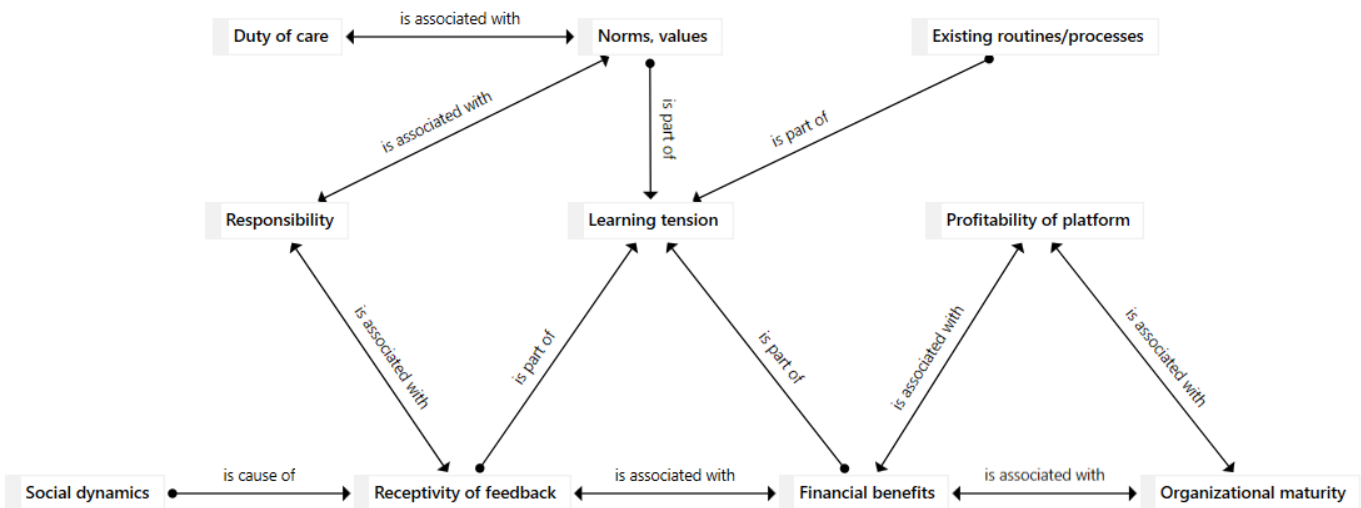 is associated with
Duty of care
Norms, values
Existing routines/processes
is associated with
is part of
is part of
Responsibility
Learning tension
Profitability of platform
is associated with
is part of
is part of
is associated with
is associated with
is cause of
is associated with
is associated with
Social dynamics
Receptivity of feedback
Financial benefits
Organizational maturity